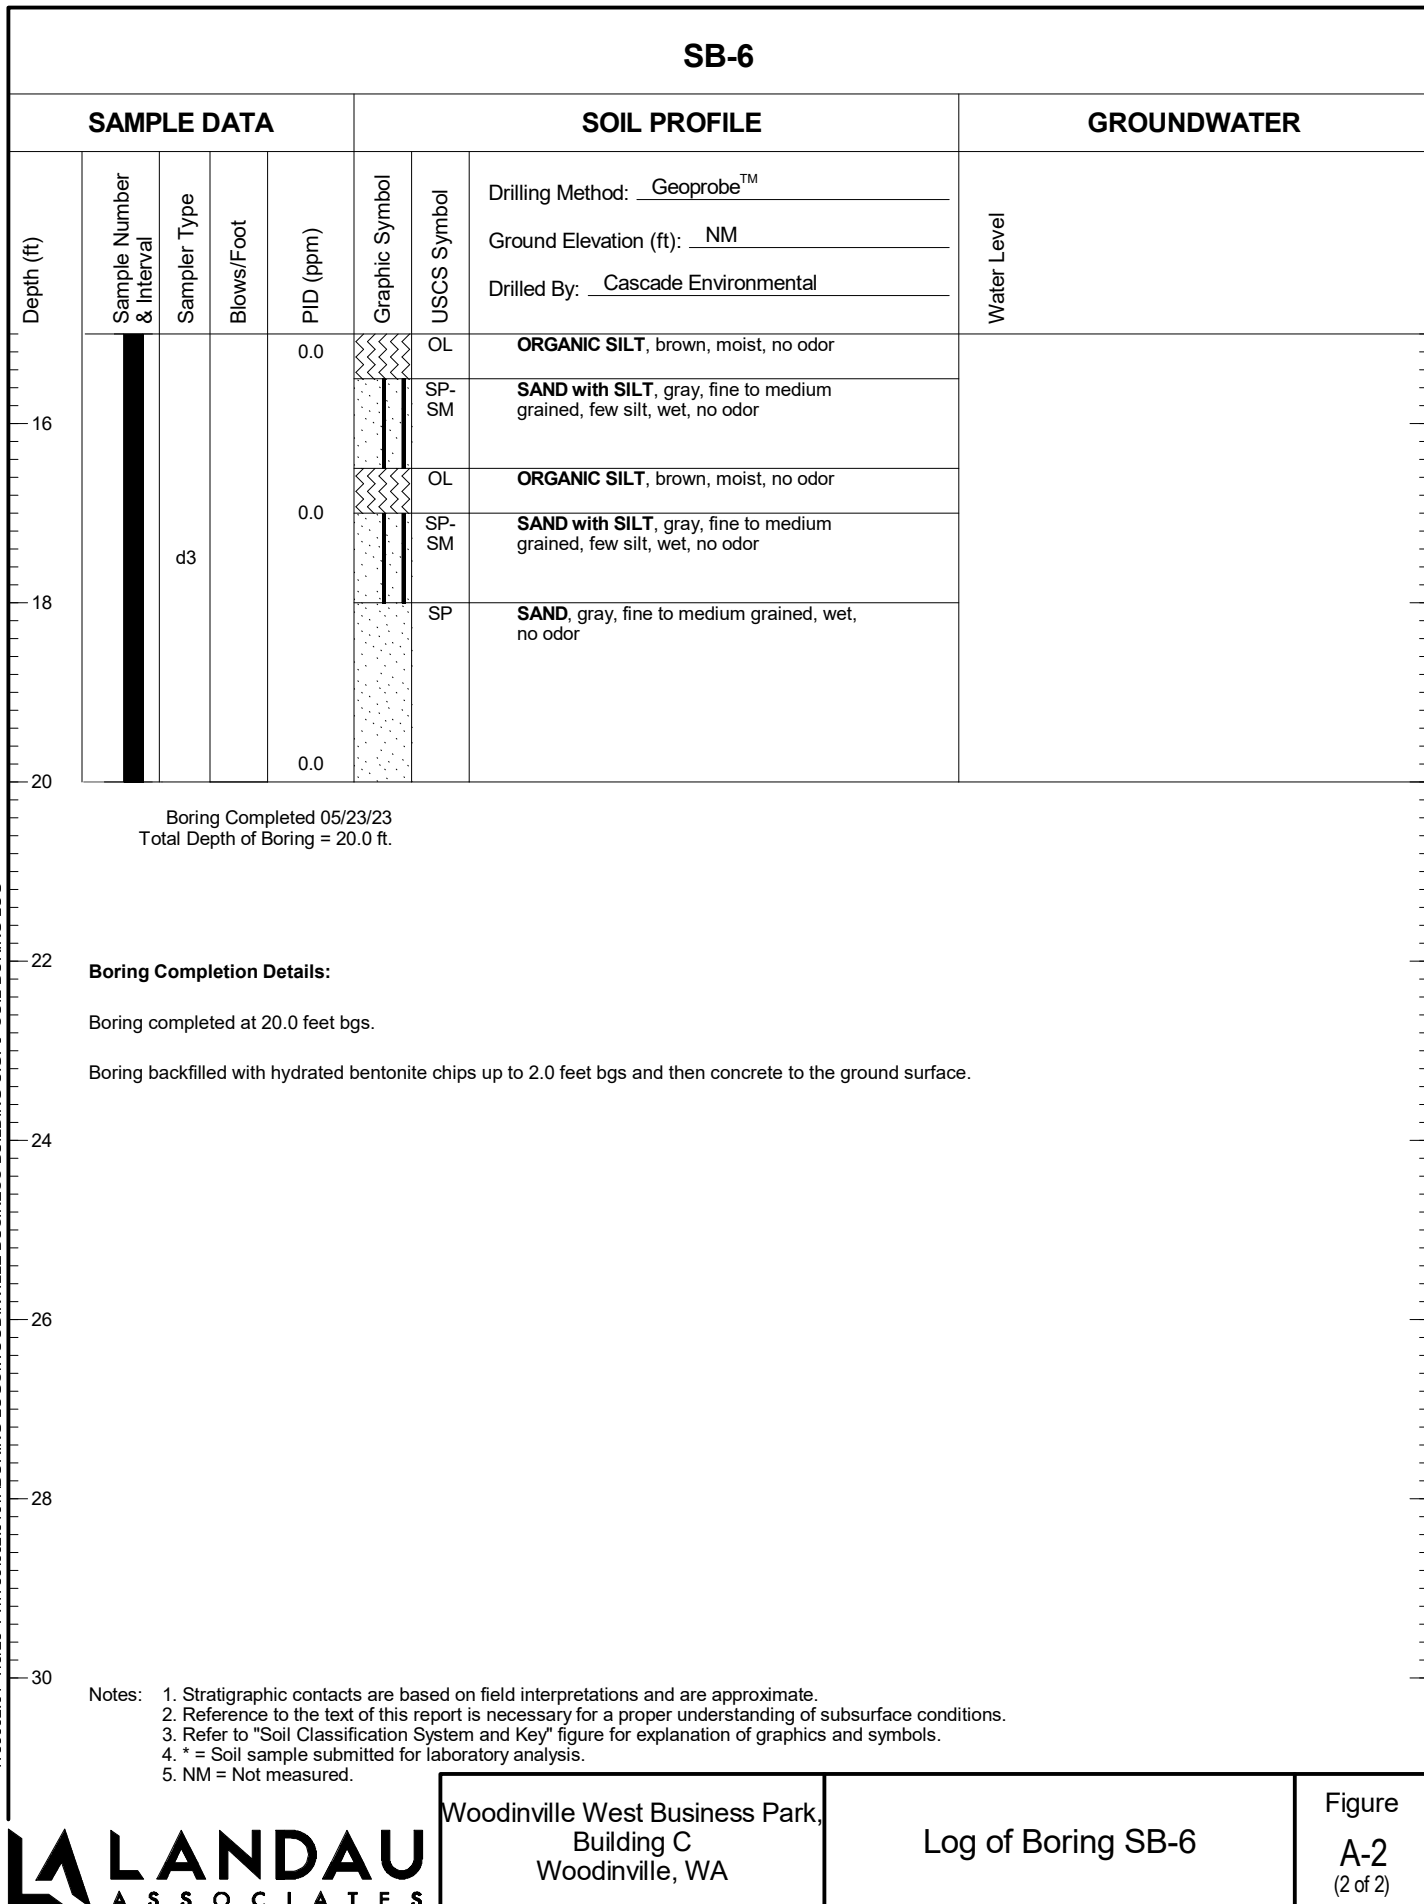 SB-6
SAMPLE DATA
SOIL PROFILE
GROUNDWATER
Depth (ft)
Sample Number
& Interval
Sampler Type
Blows/Foot
PID (ppm)
Graphic Symbol
USCS Symbol
Drilling Method: Geoprobe™
Ground Elevation (ft): NM
Drilled By: Cascade Environmental
Water Level
0.0
OL
ORGANIC SILT, brown, moist, no odor
SP-
SM
SAND with SILT, gray, fine to medium
grained, few silt, wet, no odor
16
OL
ORGANIC SILT, brown, moist, no odor
0.0
SP-
SM
SAND with SILT, gray, fine to medium
grained, few silt, wet, no odor
d3
18
SP
SAND, gray, fine to medium grained, wet,
no odor
0.0
20
Boring Completed 05/23/23
Total Depth of Boring = 20.0 ft.
22
Boring Completion Details:
Boring completed at 20.0 feet bgs.
Boring backfilled with hydrated bentonite chips up to 2.0 feet bgs and then concrete to the ground surface.
24
26
28
30
Notes: 1. Stratigraphic contacts are based on field interpretations and are approximate.
2. Reference to the text of this report is necessary for a proper understanding of subsurface conditions.
3. Refer to "Soil Classification System and Key" figure for explanation of graphics and symbols.
4. * = Soil sample submitted for laboratory analysis.
5. NM = Not measured.
LANDAU
ASSOCIATES
Woodinville West Business Park,
Building C
Woodinville, WA
Log of Boring SB-6
Figure
A-2
(2 of 2)